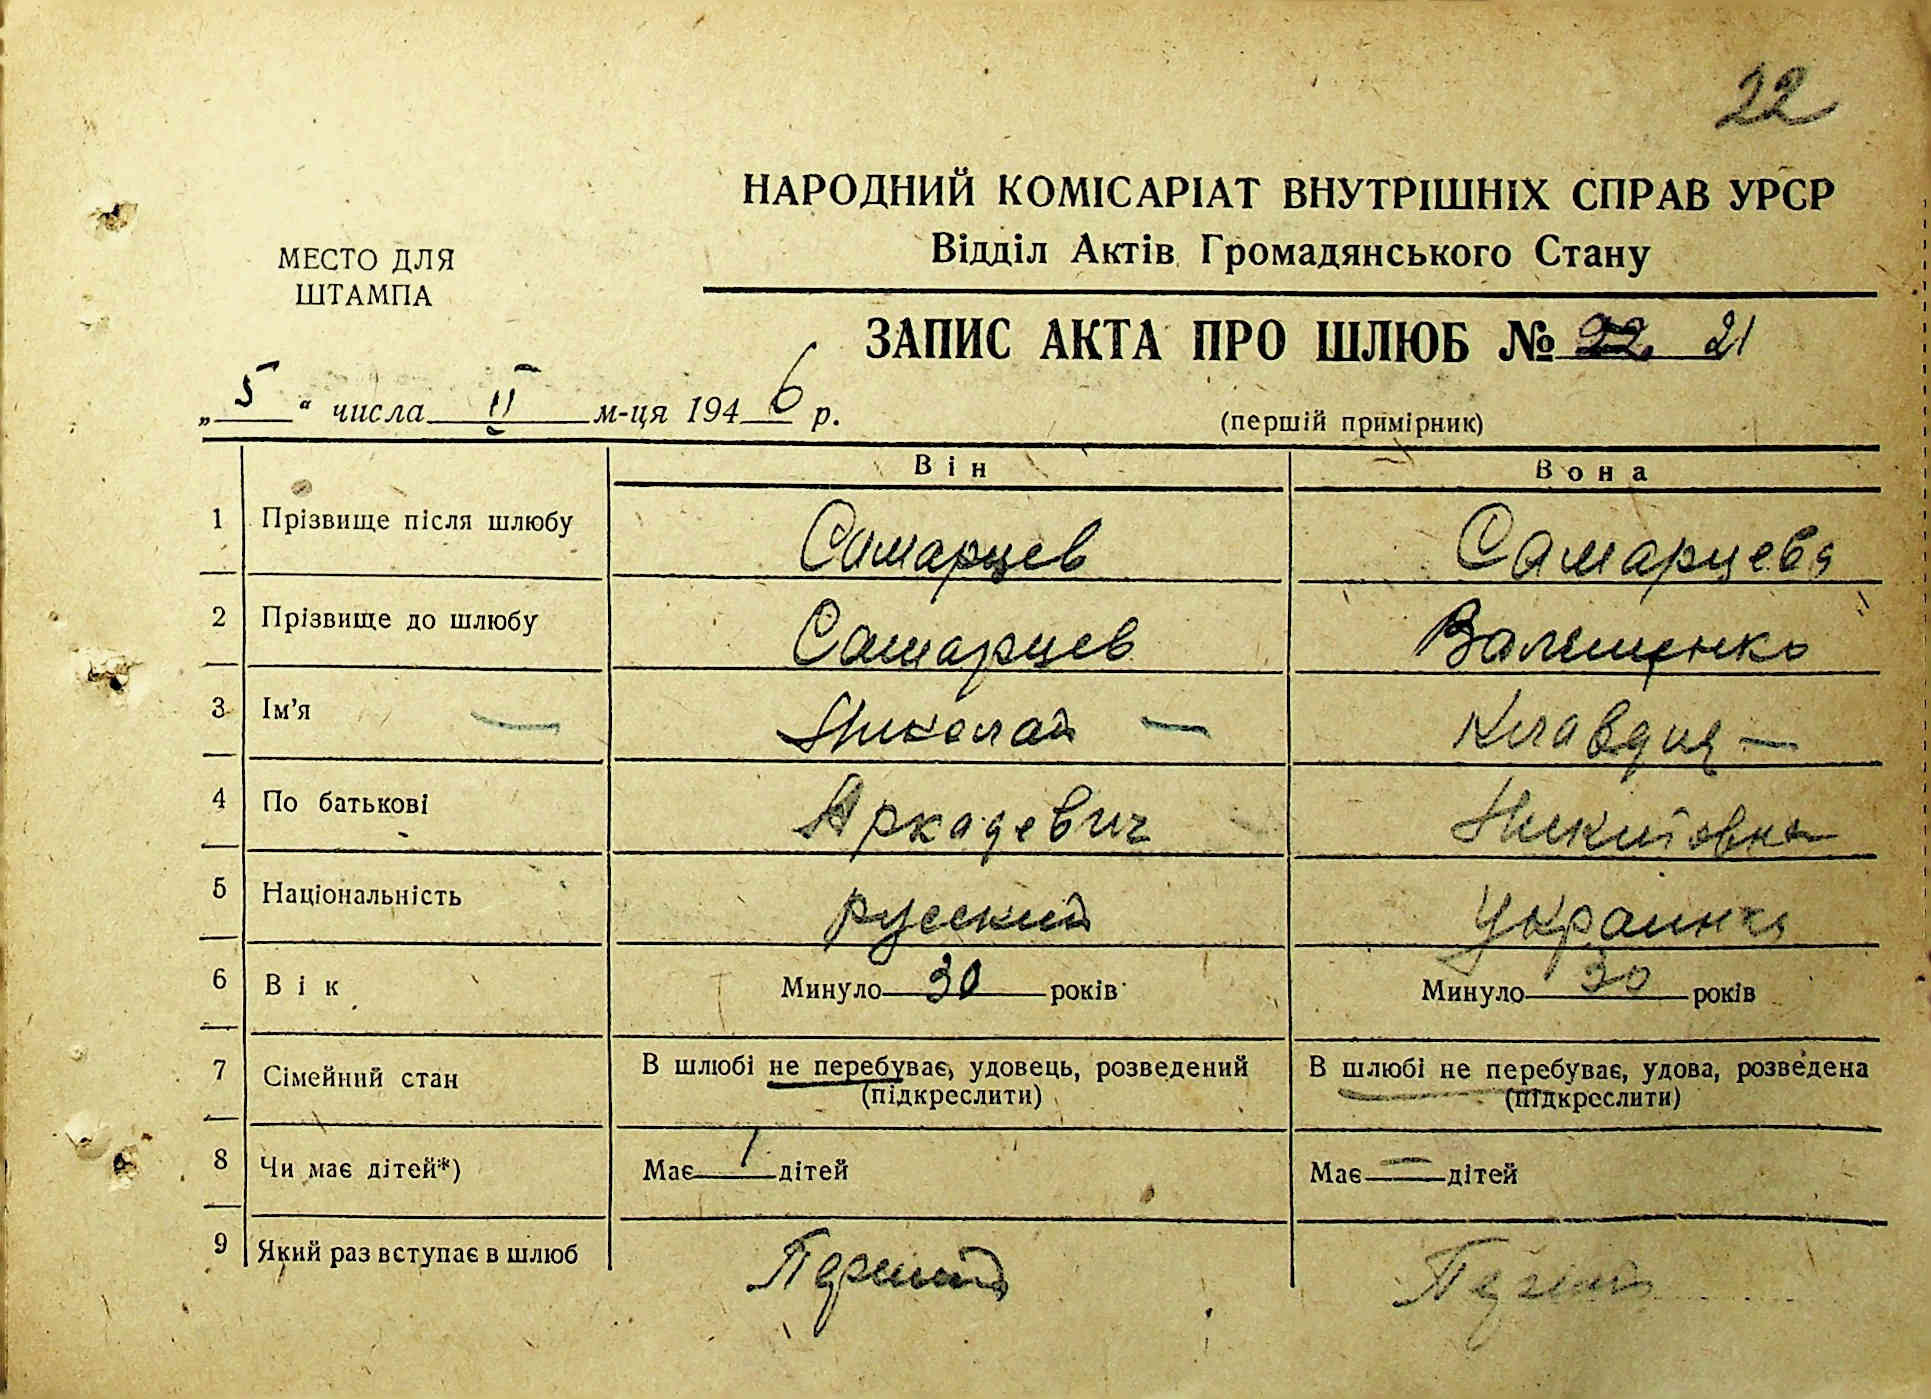 22
НАРОДНИЙ КОМІСАРІАТ ВНУТРІШНІХ СПРАВ УРСР
Відділ Актів Громадянського Стану
МЕСТО ДЛЯ
ШТАМПА
ЗАПИС АКТА ПРО ШЛЮБ № 22 21
„ 5 “ числа II м-ця 1946 р.
(першій примірник)
Він Вона
1 Прізвище після шлюбу Самарцев Самарцева
2 Прізвище до шлюбу Самарцев
3 Ім'я — Николай — Клавдия —
4 По батькові Аркадевич Никитовна
5 Національність русский Украинка
6 Вік Минуло 30 років Минуло 30 років
7 Сімейний стан В шлюбі не перебуває, удовець, розведений В шлюбі не перебуває, удова, розведена
(підкреслити) (підкреслити)
8 Чи має дітей*) Має 1 дітей Має — дітей
9 Який раз вступає в шлюб Перший